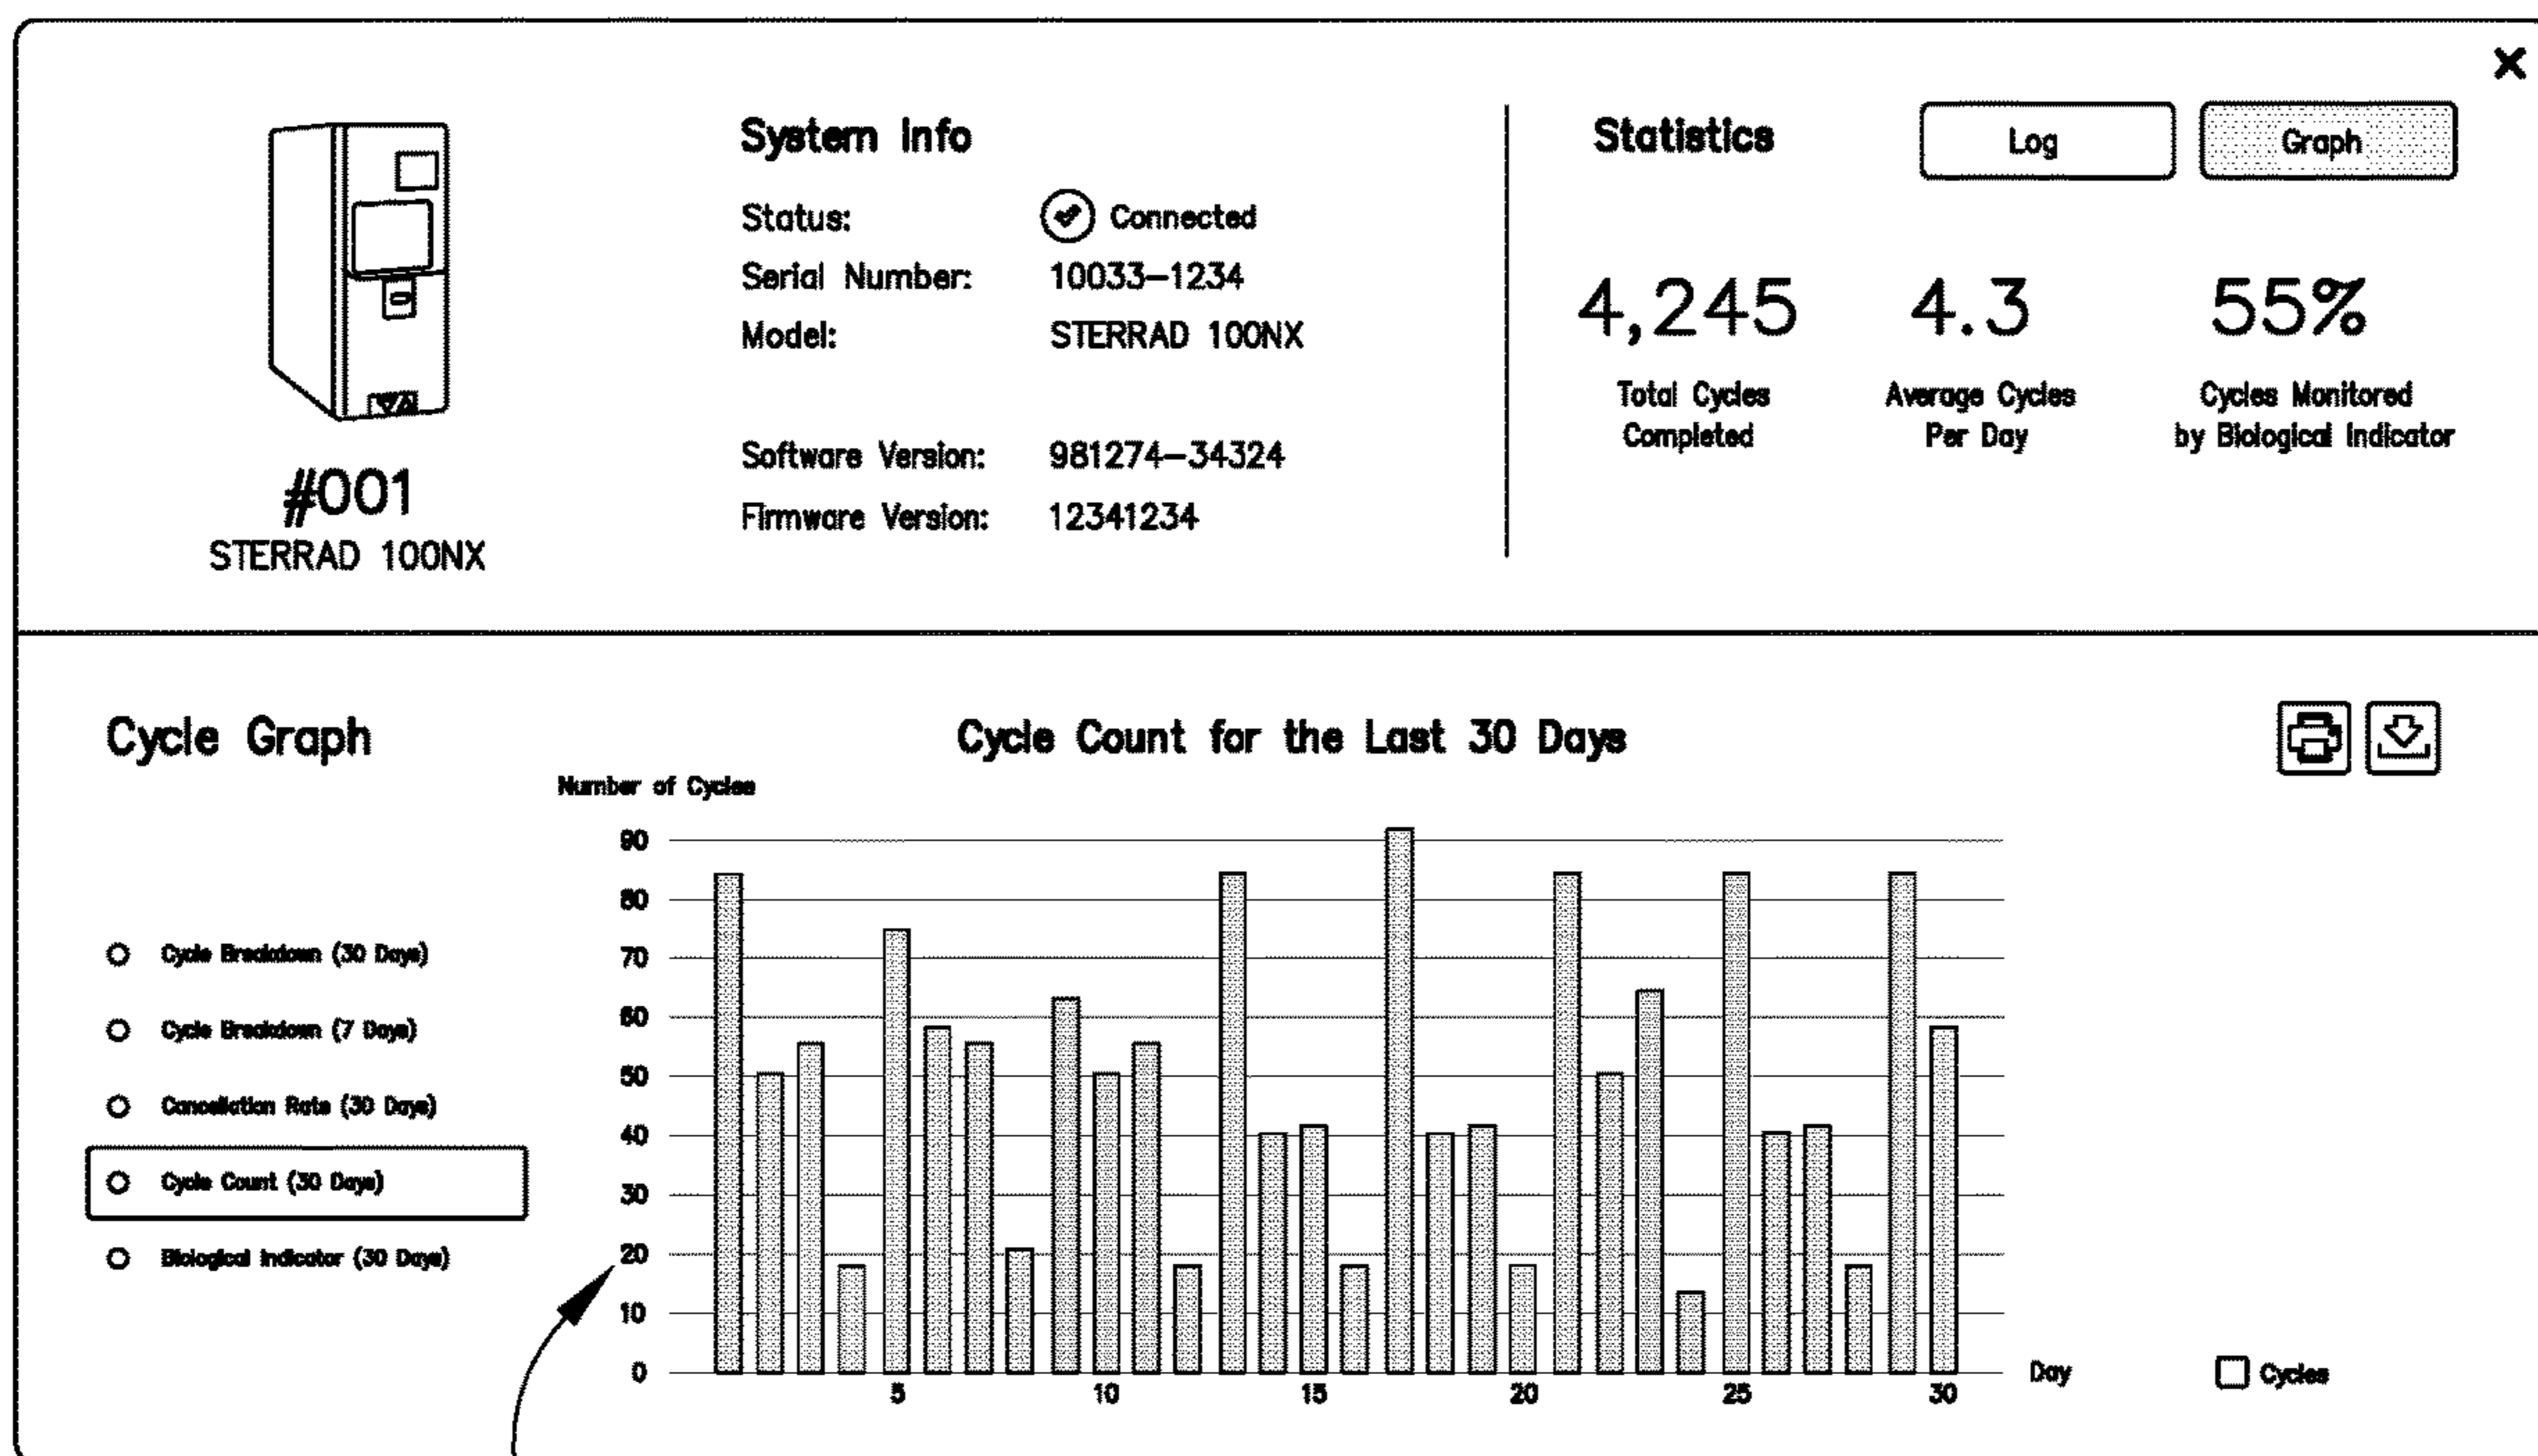 System Info
Status: Connected
Serial Number: 10033-1234
Model: STERRAD 100NX
Software Version: 981274-34324
Firmware Version: 12341234
#001
STERRAD 100NX
Statistics
Log
Graph
4,245
Total Cycles
Completed
4.3
Average Cycles
Per Day
55%
Cycles Monitored
by Biological Indicator
Cycle Graph
Cycle Breakdown (30 Days)
Cycle Breakdown (7 Days)
Cancellation Rate (30 Days)
Cycle Count (30 Days)
Biological Indicator (30 Days)
Cycle Count for the Last 30 Days
Number of Cycles
90
80
70
60
50
40
30
20
10
0
5 10 15 20 25 30
Day
Cycles